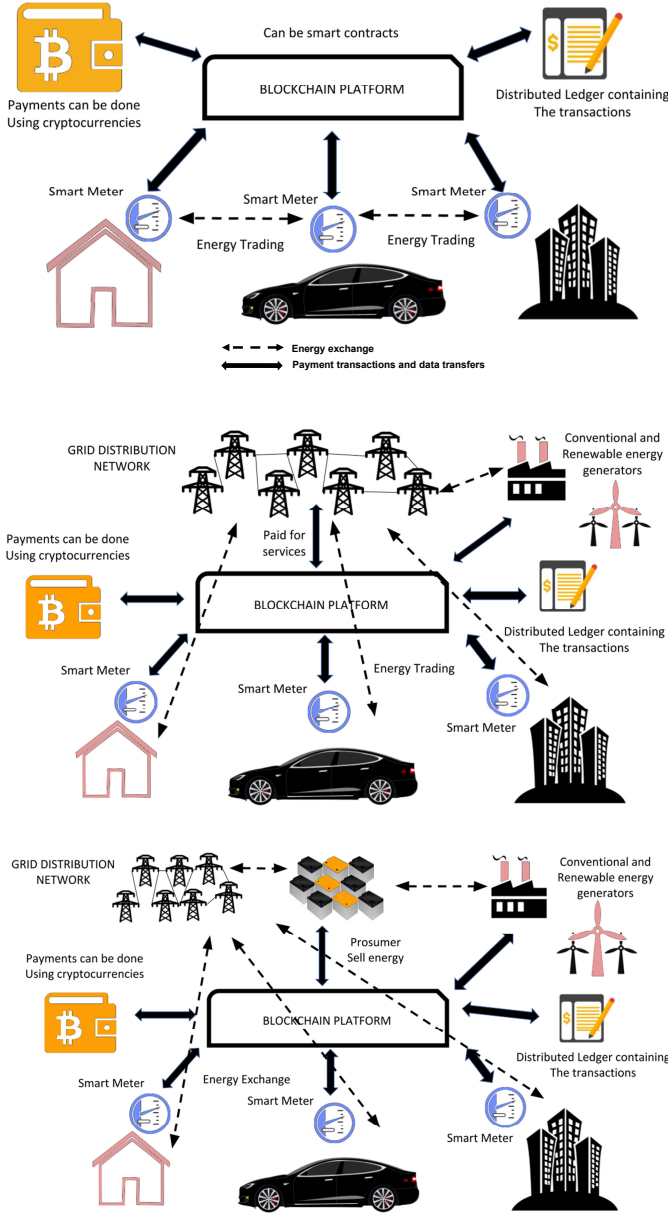 Can be smart contracts
BLOCKCHAIN PLATFORM
Payments can be done
Using cryptocurrencies
Distributed Ledger containing
The transactions
Smart Meter
Smart Meter
Smart Meter
Energy Trading
Energy Trading
Energy exchange
Payment transactions and data transfers
GRID DISTRIBUTION
NETWORK
Conventional and
Renewable energy
generators
Paid for
services
Payments can be done
Using cryptocurrencies
BLOCKCHAIN PLATFORM
Distributed Ledger containing
The transactions
Smart Meter
Energy Trading
Smart Meter
Smart Meter
GRID DISTRIBUTION
NETWORK
Conventional and
Renewable energy
generators
Prosumer
Sell energy
Payments can be done
Using cryptocurrencies
BLOCKCHAIN PLATFORM
Distributed Ledger containing
The transactions
Smart Meter
Energy Exchange
Smart Meter
Smart Meter